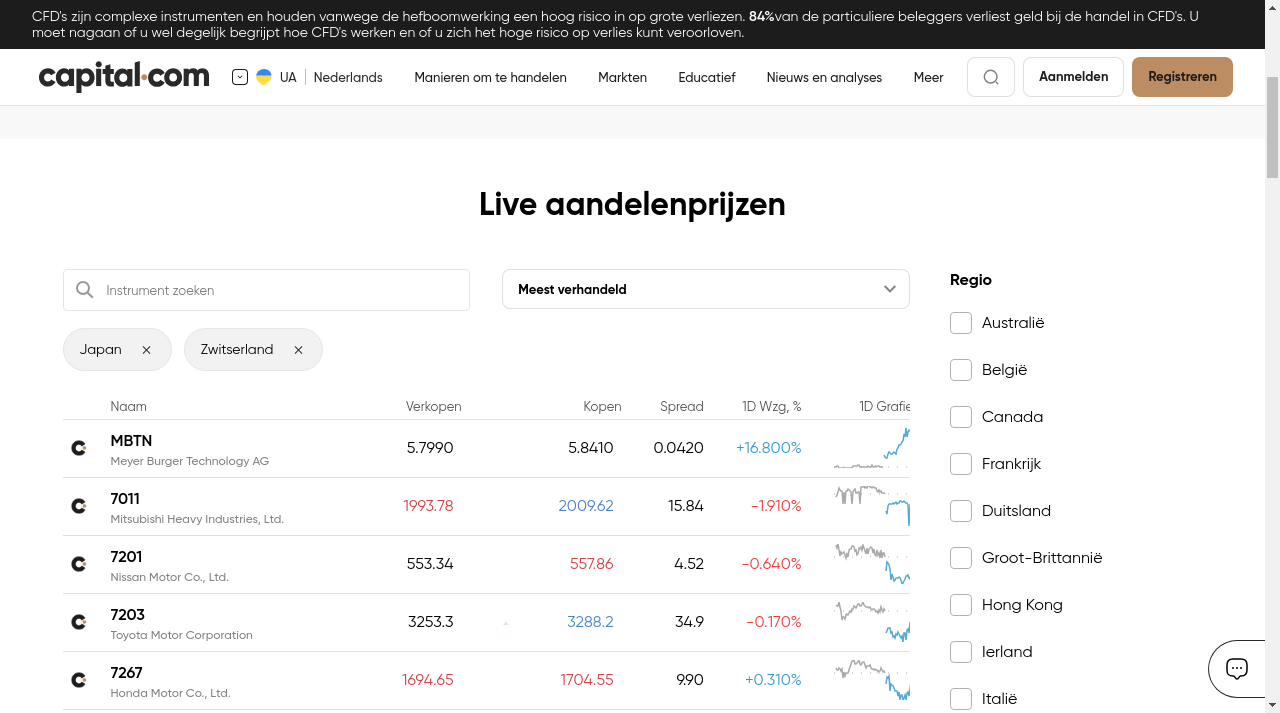 CFD's zijn complexe instrumenten en houden vanwege de hefboomwerking een hoog risico in op grote verliezen. 84%van de particuliere beleggers verliest geld bij de handel in CFD's. U
moet nagaan of u wel degelijk begrijpt hoe CFD's werken en of u zich het hoge risico op verlies kunt veroorloven.
capital.com UA Nederlands Manieren om te handelen Markten Educatief Nieuws en analyses Meer Aanmelden Registreren
Live aandelenprijzen
Instrument zoeken
Meest verhandeld
Japan Zwitserland
Naam Verkopen Kopen Spread 1D Wzg, % 1D Grafie
MBTN 5.7990 5.8410 0.0420 +16.800%
Meyer Burger Technology AG
7011 1993.78 2009.62 15.84 -1.910%
Mitsubishi Heavy Industries, Ltd.
7201 553.34 557.86 4.52 -0.640%
Nissan Motor Co., Ltd.
7203 3253.3 3288.2 34.9 -0.170%
Toyota Motor Corporation
7267 1694.65 1704.55 9.90 +0.310%
Honda Motor Co., Ltd.
Regio
Australië
België
Canada
Frankrijk
Duitsland
Groot-Brittannië
Hong Kong
Ierland
Italië